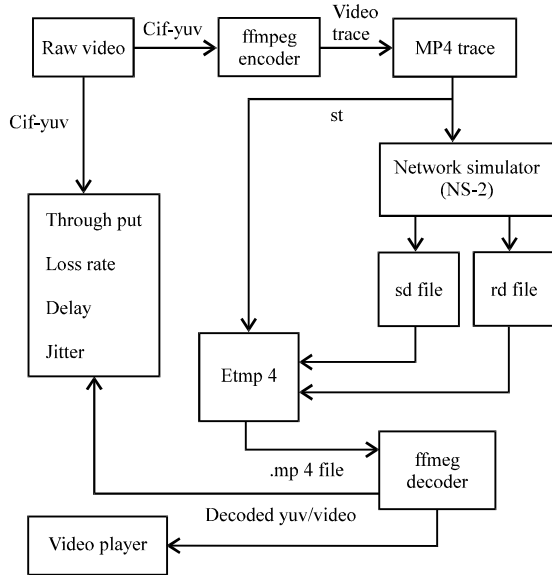 Cif-yuv
Video
trace
Raw video
ffmpeg
encoder
MP4 trace
Cif-yuv
st
Network simulator
(NS-2)
Through put
Loss rate
Delay
Jitter
sd file
rd file
Etmp 4
.mp 4 file
ffmeg
decoder
Decoded yuv/video
Video player